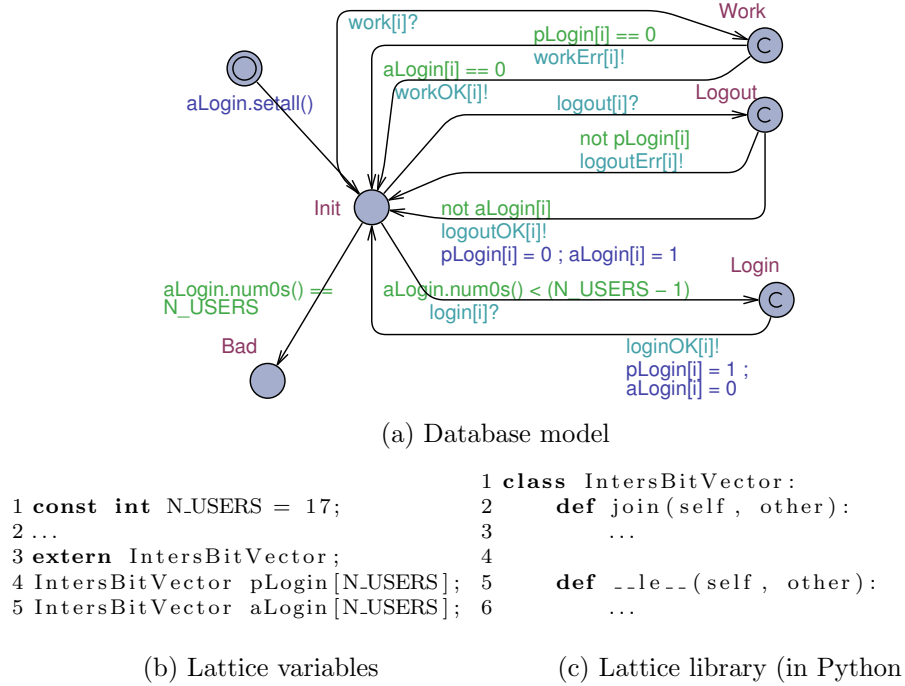 work[i]?
Work
pLogin[i] == 0
workErr[i]!
C
aLogin[i] == 0
workOK[i]!
Logout
aLogin.setall()
logout[i]?
C
not pLogin[i]
logoutErr[i]!
Init
not aLogin[i]
logoutOK[i]!
pLogin[i] = 0 ; aLogin[i] = 1
Login
aLogin.num0s() ==
N_USERS
aLogin.num0s() < (N_USERS − 1)
login[i]?
C
Bad
loginOK[i]!
pLogin[i] = 1 ;
aLogin[i] = 0
(a) Database model
1 const int N_USERS = 17;
2 ...
3 extern IntersBitVector;
4 IntersBitVector pLogin[N_USERS];
5 IntersBitVector aLogin[N_USERS];
(b) Lattice variables
1 class IntersBitVector:
2 def join(self, other):
3 ...
4
5 def __le__(self, other):
6 ...
(c) Lattice library (in Python